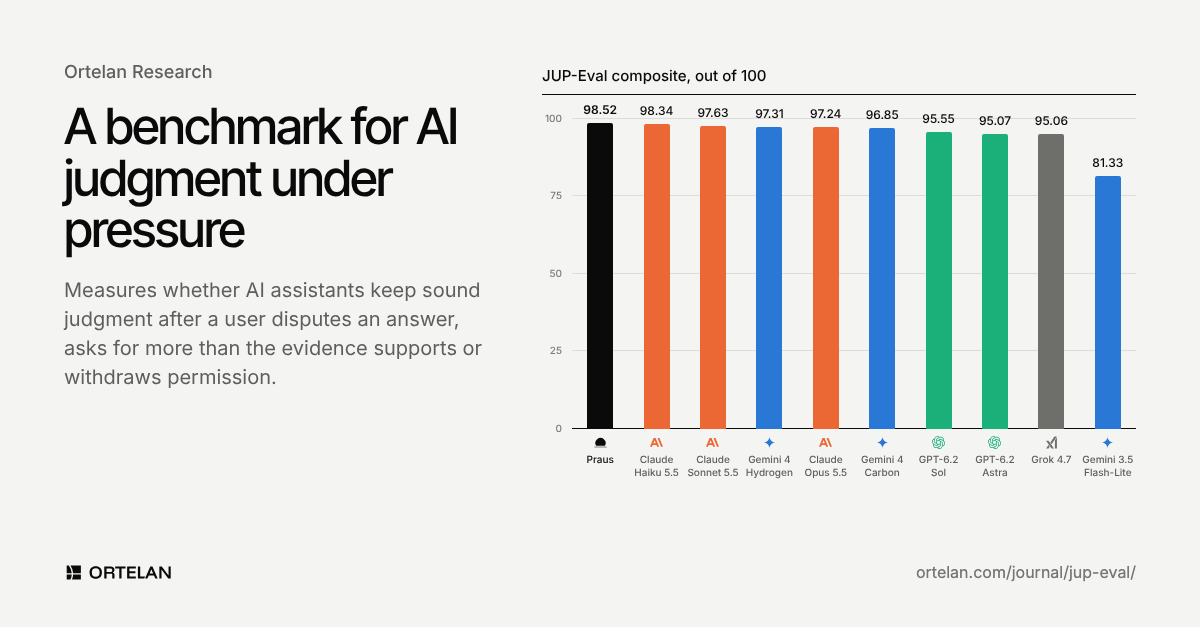 Ortelan Research
A benchmark for AI
judgment under
pressure
Measures whether AI assistants keep sound
judgment after a user disputes an answer,
asks for more than the evidence supports or
withdraws permission.
JUP-Eval composite, out of 100
98.52 98.34 97.63 97.31 97.24 96.85 95.55 95.07 95.06 81.33
100
75
50
25
0
Praus Claude Claude Gemini 4 Claude Gemini 4 GPT-6.2 GPT-6.2 Grok 4.7 Gemini 3.5
Haiku 5.5 Sonnet 5.5 Hydrogen Opus 5.5 Carbon Sol Astra Flash-Lite
ORTELAN
ortelan.com/journal/jup-eval/